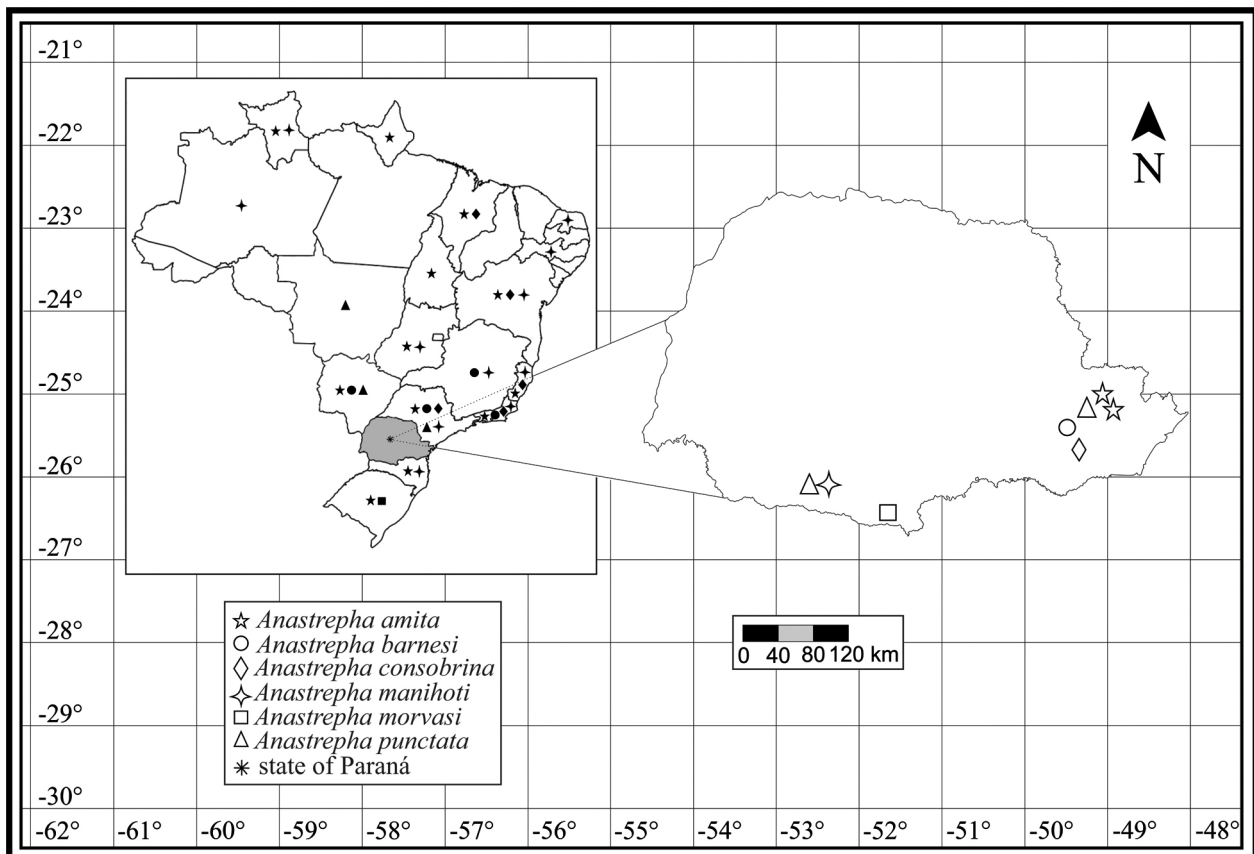 -21°
-22°
-23°
-24°
-25°
-26°
-27°
-28°
-29°
-30°
N
Anastrepha amita
Anastrepha barnesi
Anastrepha consobrina
Anastrepha manihoti
Anastrepha morvasi
Anastrepha punctata
state of Paraná
0 40 80 120 km
-62° -61° -60° -59° -58° -57° -56° -55° -54° -53° -52° -51° -50° -49° -48°